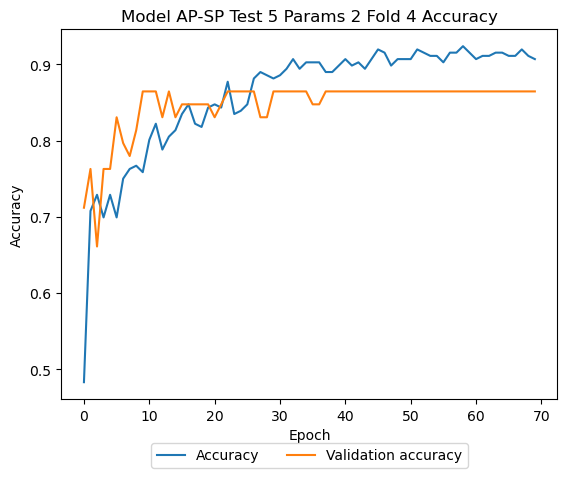 Model AP-SP Test 5 Params 2 Fold 4 Accuracy
Accuracy
0.9
0.8
0.7
0.6
0.5
0 10 20 30 40 50 60 70
Epoch
Accuracy Validation accuracy